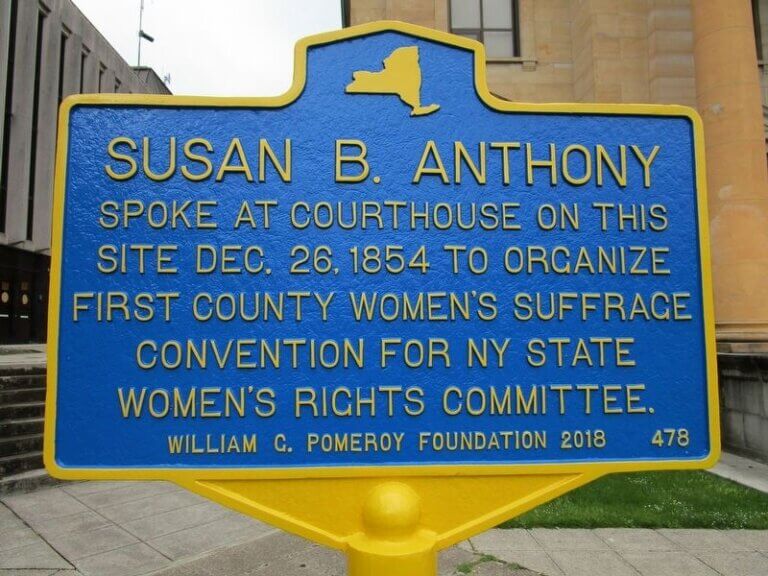 SUSAN B. ANTHONY
SPOKE AT COURTHOUSE ON THIS
SITE DEC. 26, 1854 TO ORGANIZE
FIRST COUNTY WOMEN'S SUFFRAGE
CONVENTION FOR NY STATE
WOMEN'S RIGHTS COMMITTEE.
WILLIAM G. POMEROY FOUNDATION 2018 478